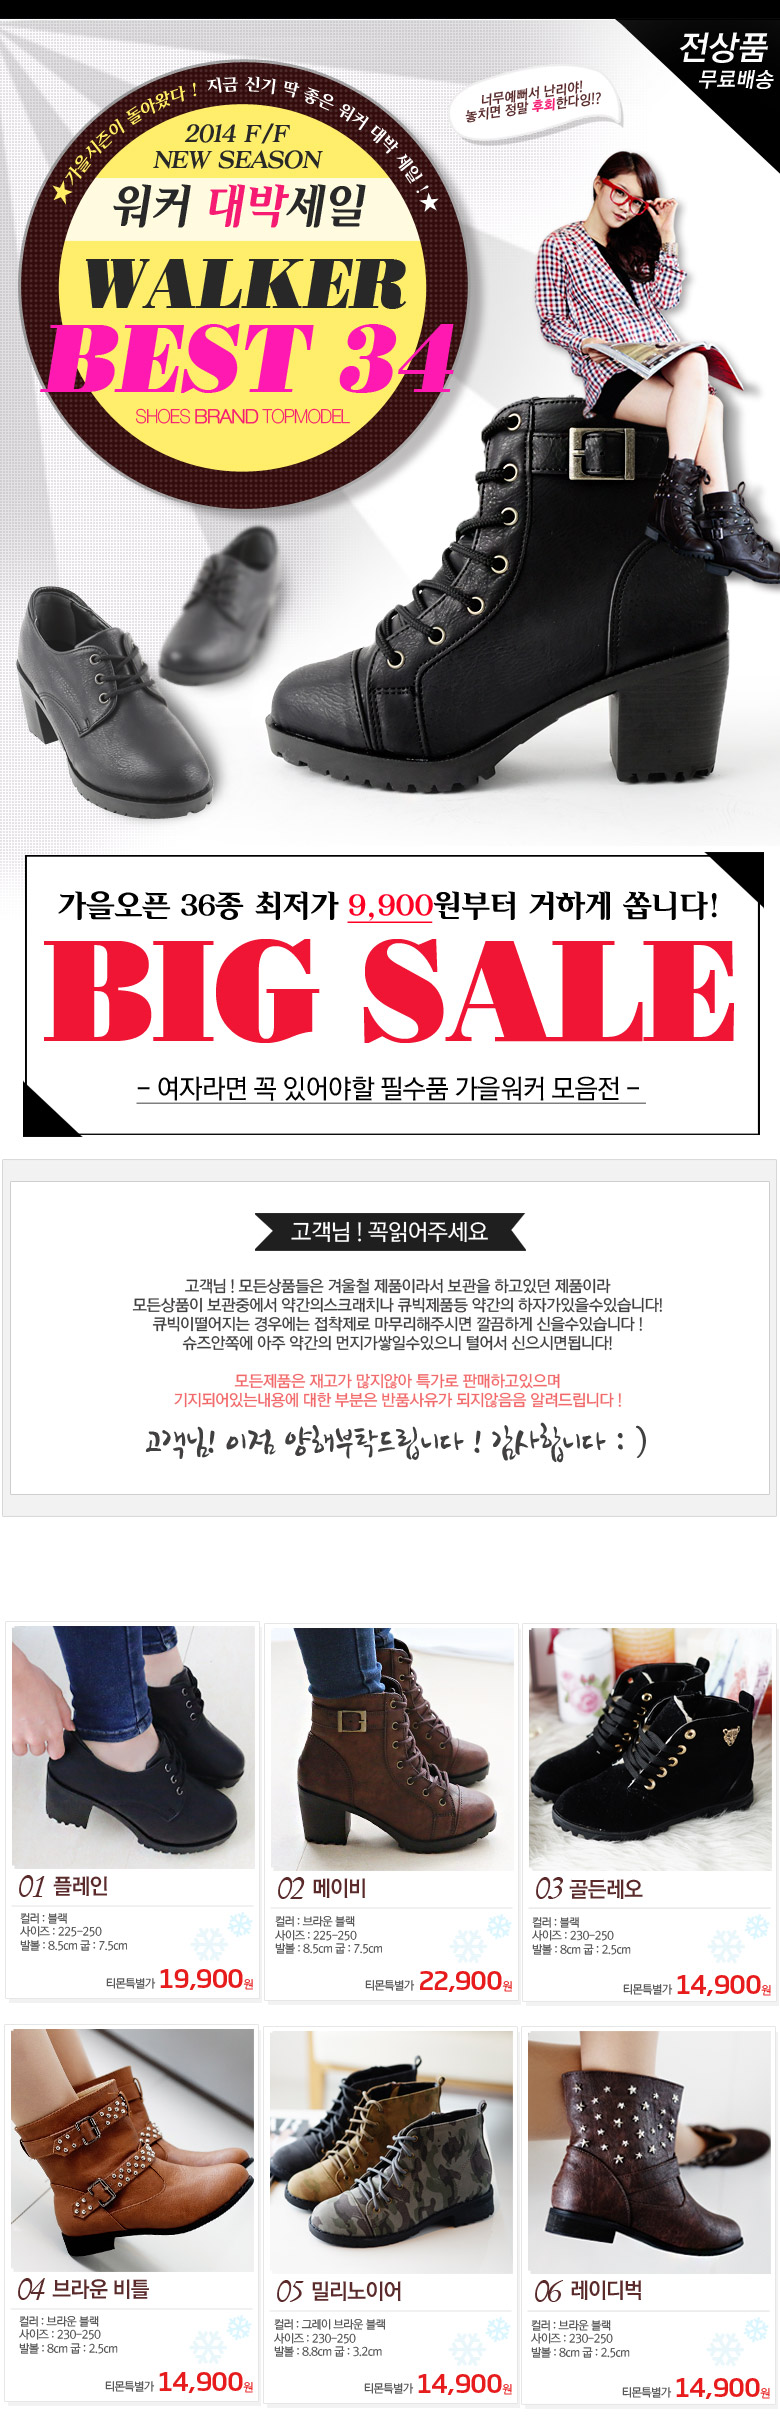 전상품
무료배송
너무예뻐서 난리야!
놓치면 정말 후회한다잉!?
★가을시즌이 돌아왔다 ! 지금 신기 딱 좋은 워커 대박 세일 !★
2014 F/F
NEW SEASON
워커 대박세일
WALKER
BEST 34
SHOES BRAND TOPMODEL
가을오픈 36종 최저가 9,900원부터 거하게 쏩니다!
BIG SALE
- 여자라면 꼭 있어야할 필수품 가을워커 모음전 -
고객님 ! 꼭읽어주세요
고객님 ! 모든상품들은 겨울철 제품이라서 보관을 하고있던 제품이라
모든상품이 보관중에서 약간의스크래치나 큐빅제품등 약간의 하자가있을수있습니다!
큐빅이떨어지는 경우에는 접착제로 마무리해주시면 깔끔하게 신을수있습니다 !
슈즈안쪽에 아주 약간의 먼지가쌓일수있으니 털어서 신으시면됩니다!
모든제품은 재고가 많지않아 특가로 판매하고있으며
기지되어있는내용에 대한 부분은 반품사유가 되지않음음 알려드립니다 !
고객님! 이점 양해부탁드립니다 ! 감사합니다 : )
01 플레인
컬러 : 블랙
사이즈 : 225-250
발볼 : 8.5cm 굽 : 7.5cm
티몬특별가 19,900원
02 메이비
컬러 : 브라운 블랙
사이즈 : 225-250
발볼 : 8.5cm 굽 : 7.5cm
티몬특별가 22,900원
03 골든레오
컬러 : 블랙
사이즈 : 230-250
발볼 : 8cm 굽 : 2.5cm
티몬특별가 14,900원
04 브라운 비틀
컬러 : 브라운 블랙
사이즈 : 230-250
발볼 : 8cm 굽 : 2.5cm
티몬특별가 14,900원
05 밀리노이어
컬러 : 그레이 브라운 블랙
사이즈 : 230-250
발볼 : 8.8cm 굽 : 3.2cm
티몬특별가 14,900원
06 레이디벅
컬러 : 브라운 블랙
사이즈 : 230-250
발볼 : 8cm 굽 : 2.5cm
티몬특별가 14,900원